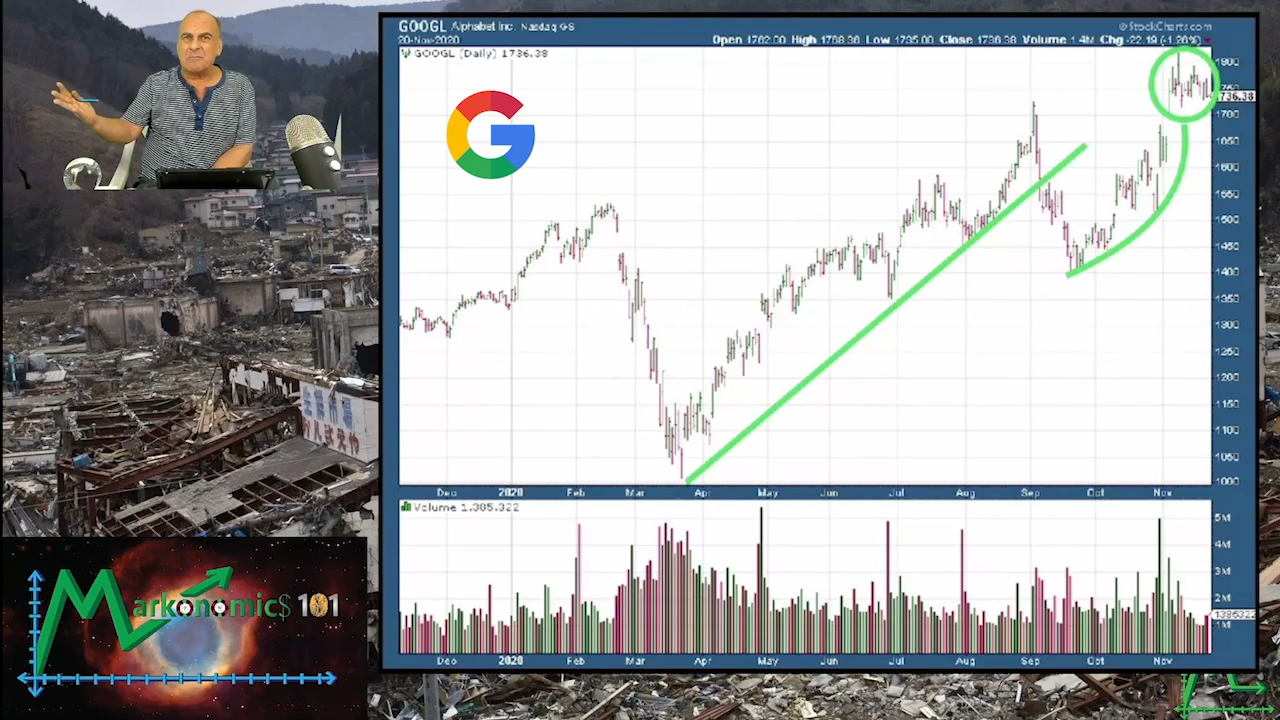 GOOGL Alphabet Inc. Nasdaq GS
© StockCharts.com
20-Nov-2020
Open 1762.00 High 1768.38 Low 1735.00 Close 1736.38 Volume 1.4M Chg -22.19 (-1.26%)
GOOGL (Daily) 1736.38
1800
1736.38
1700
1650
1600
1550
1500
1450
1400
1350
1300
1250
1200
1150
1100
1050
1000
Dec 2020 Feb Mar Apr May Jun Jul Aug Sep Oct Nov
Volume 1,385,322
5M
4M
3M
2M
1385322
1M
Dec 2020 Feb Mar Apr May Jun Jul Aug Sep Oct Nov
Markonomic$ 101